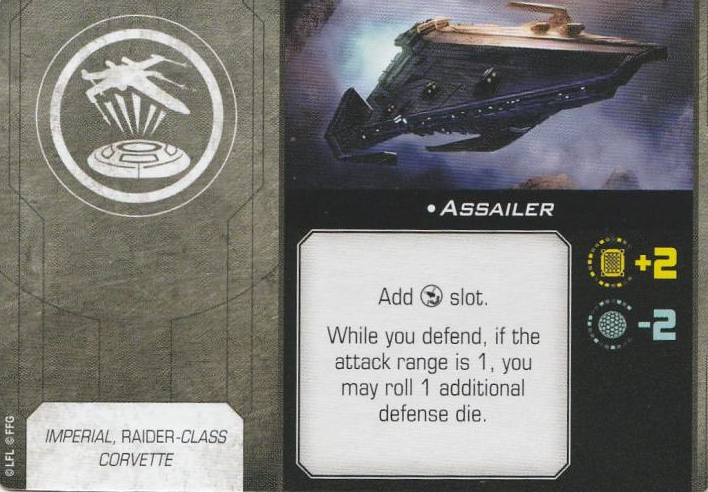 • ASSAILER
Add slot.
While you defend, if the
attack range is 1, you
may roll 1 additional
defense die.
+2
-2
IMPERIAL, RAIDER-CLASS
CORVETTE
©LFL ©FFG